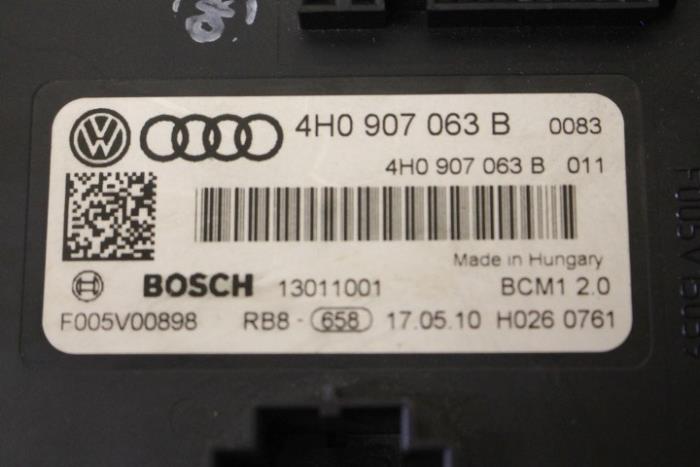 OK
4H0 907 063 B 0083
4H0 907 063 B 011
Made in Hungary
BOSCH 13011001 BCM1 2.0
F005V00898 RB8 - 658 17.05.10 H026 0761